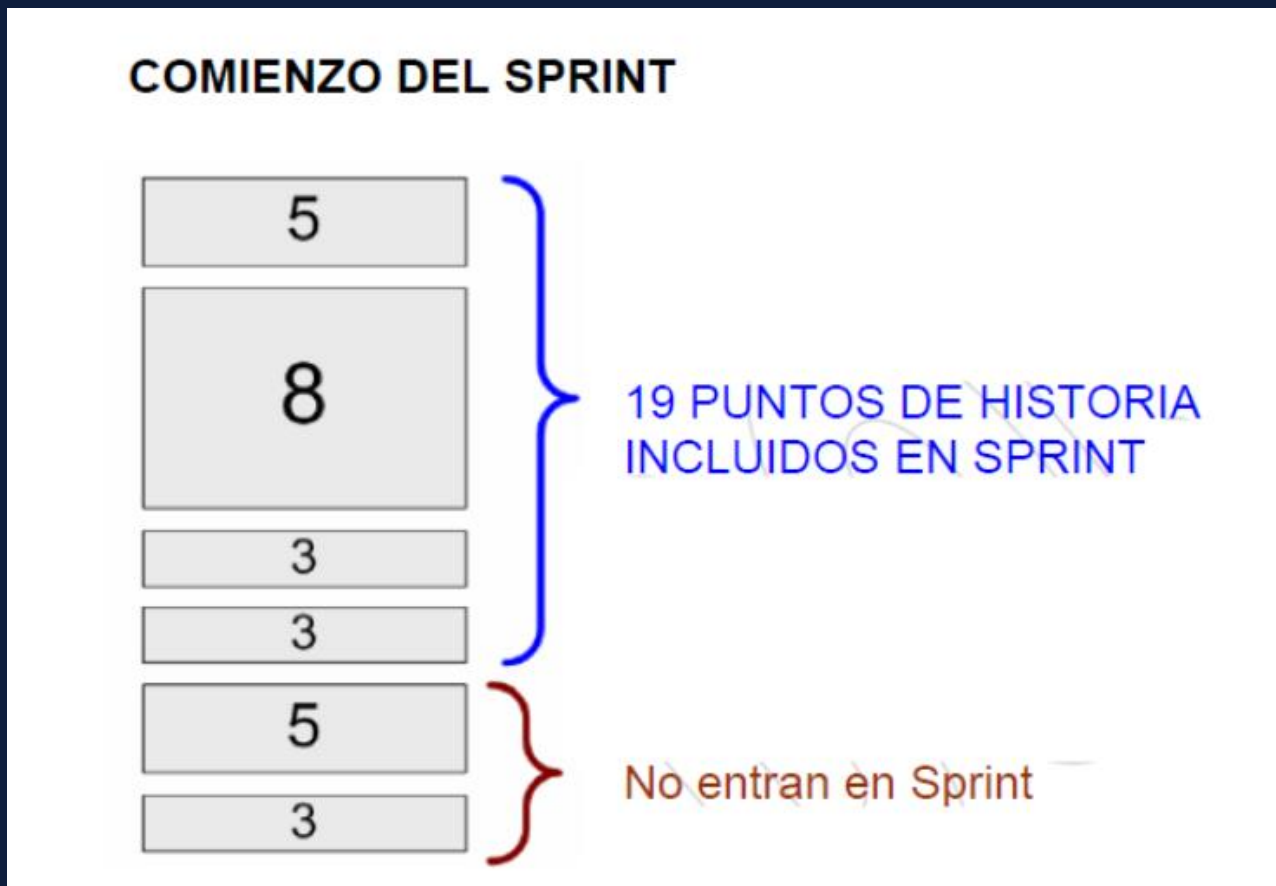 COMIENZO DEL SPRINT
5
8
3
3
19 PUNTOS DE HISTORIA
INCLUIDOS EN SPRINT
5
3
No entran en Sprint